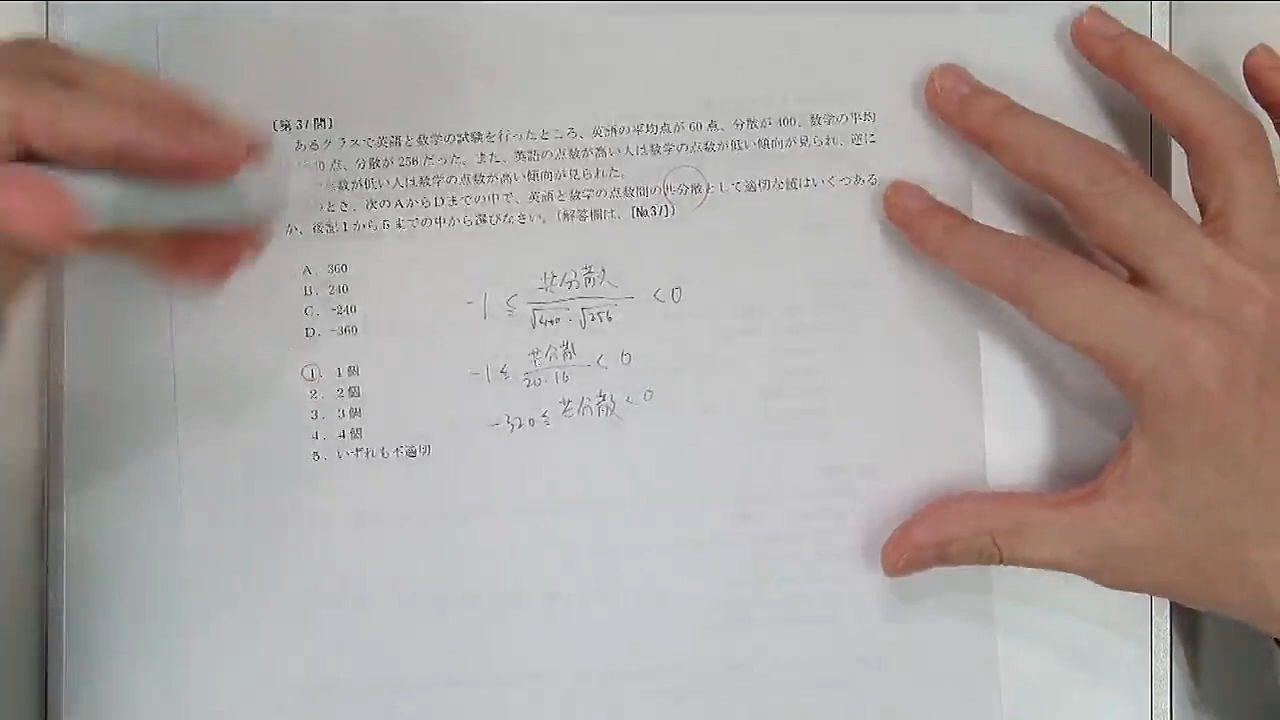 〔第37問〕
あるクラスで英語と数学の試験を行ったところ、英語の平均点が60点、分散が400、数学の平均
0点、分散が256だった。また、英語の点数が高い人は数学の点数が低い傾向が見られ、逆に
点数が低い人は数学の点数が高い傾向が見られた。
とき、次のAからDまでの中で、英語と数学の点数間の共分散として適切な値はいくつある
か、後記1から5までの中から選びなさい。（解答欄は、[No.37]）
A．360
B．240
C．-240
D．-360
1．1個
2．2個
3．3個
4．4個
5．いずれも不適切
-1 ≦ 共分散/√400・√256 < 0
-1 ≦ 共分散/20・16 < 0
-320 ≦ 共分散 < 0